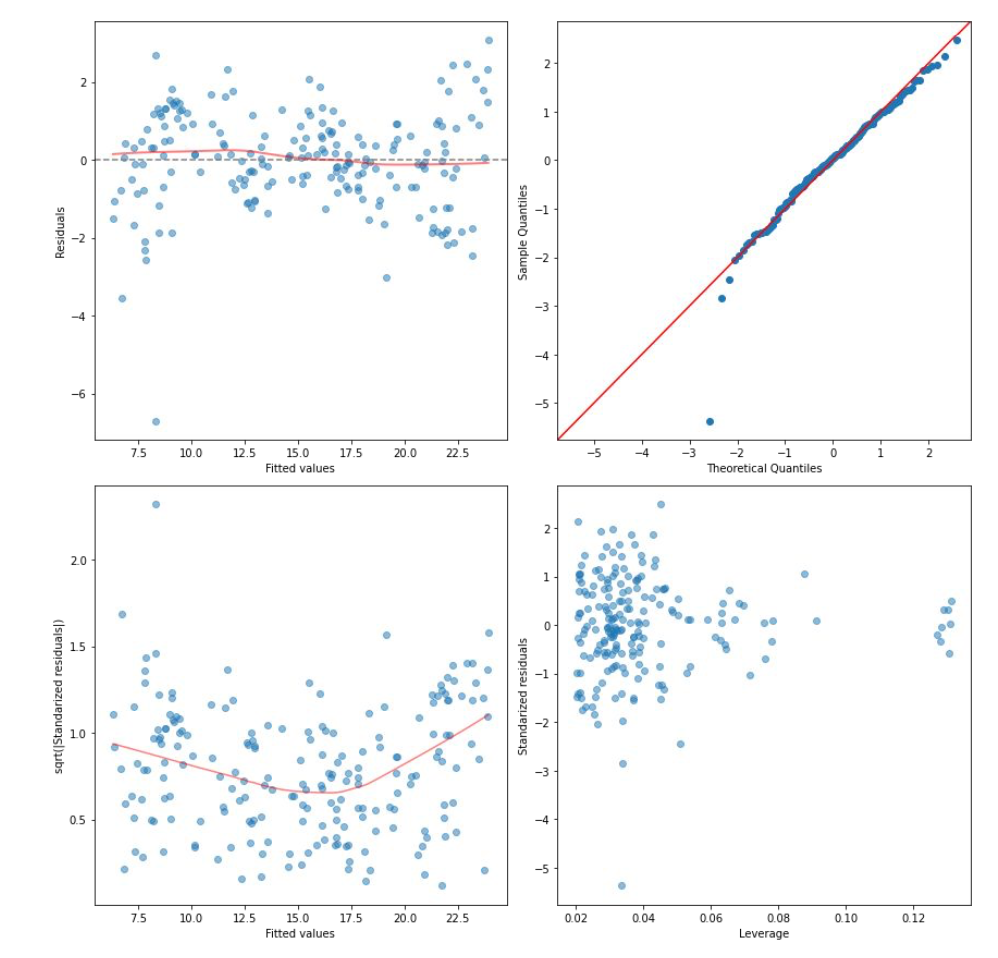 2
0
−2
−4
−6
Residuals
7.5 10.0 12.5 15.0 17.5 20.0 22.5
Fitted values
2
1
0
−1
−2
−3
−4
−5
Sample Quantiles
−5 −4 −3 −2 −1 0 1 2
Theoretical Quantiles
2.0
1.5
1.0
0.5
sqrt(|Standarized residuals|)
7.5 10.0 12.5 15.0 17.5 20.0 22.5
Fitted values
2
1
0
−1
−2
−3
−4
−5
Standarized residuals
0.02 0.04 0.06 0.08 0.10 0.12
Leverage